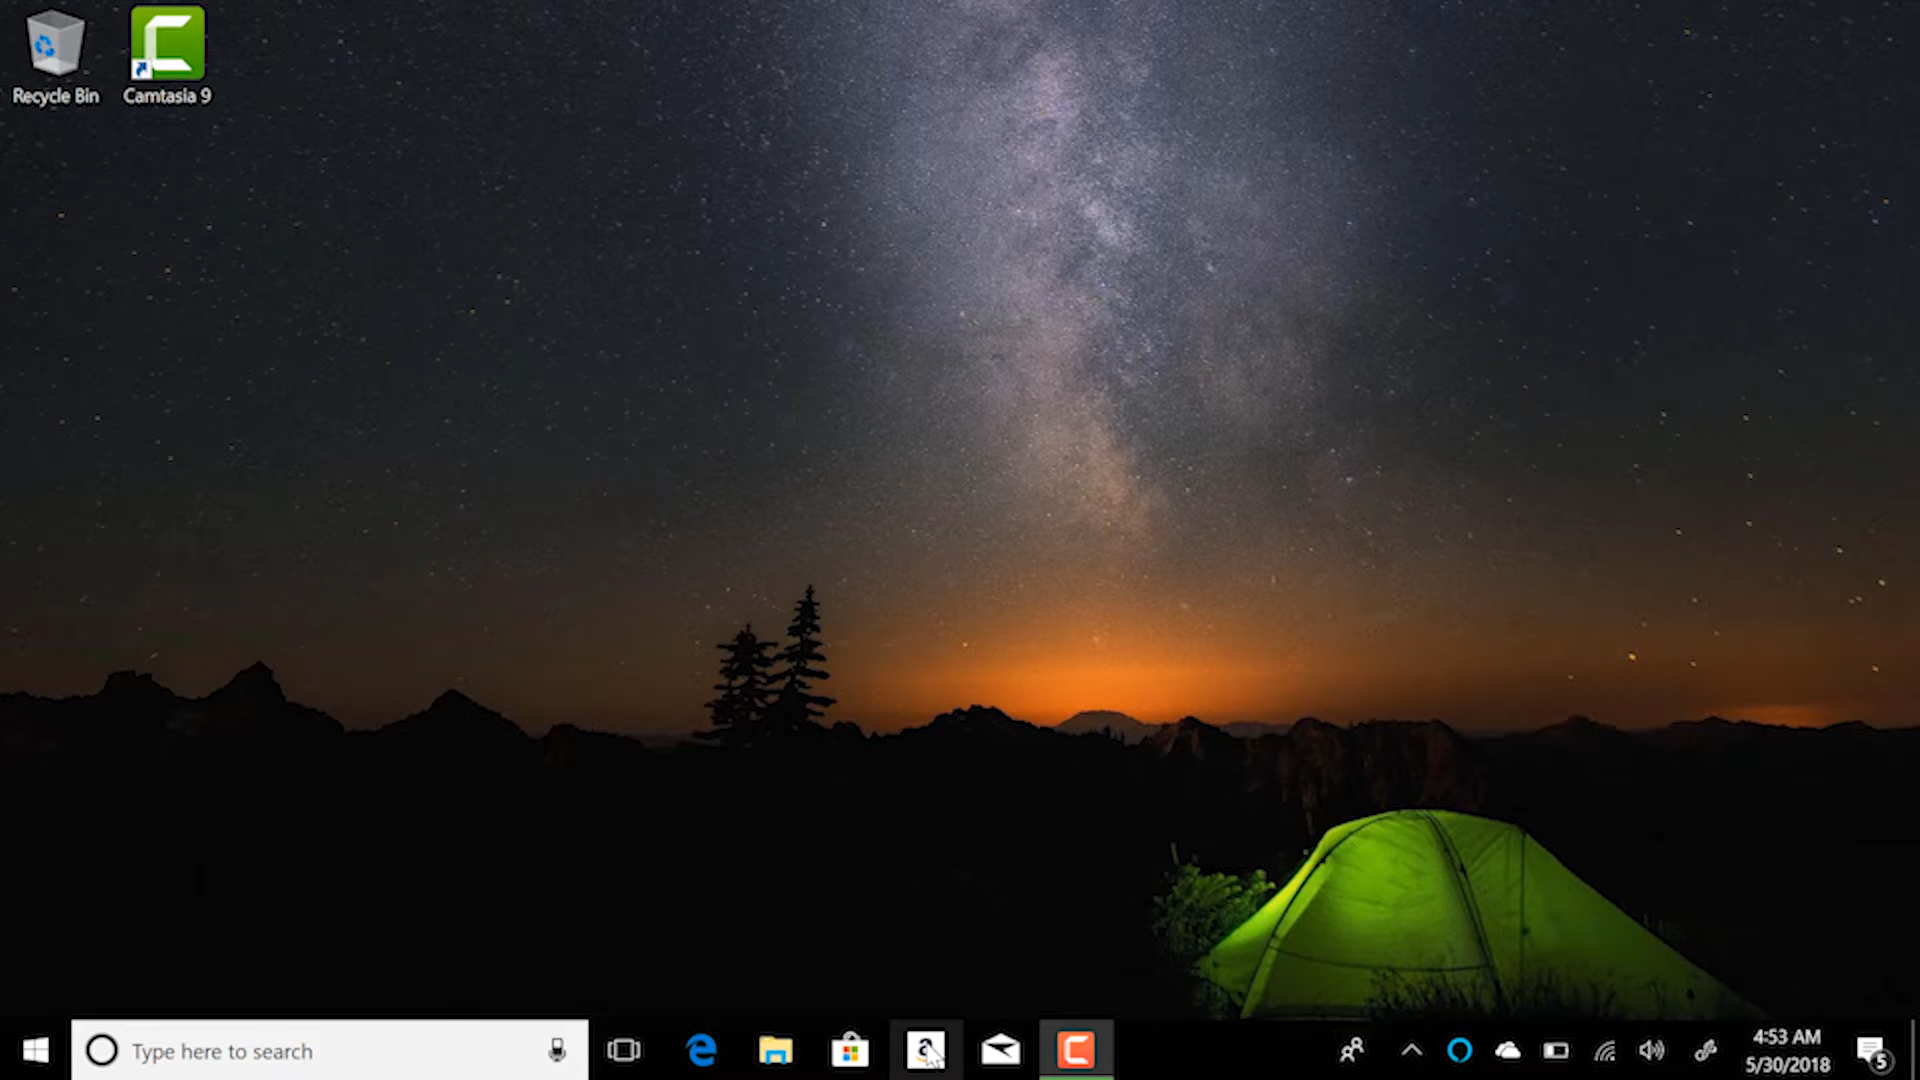 Recycle Bin
Camtasia 9
Type here to search
4:53 AM
5/30/2018
5